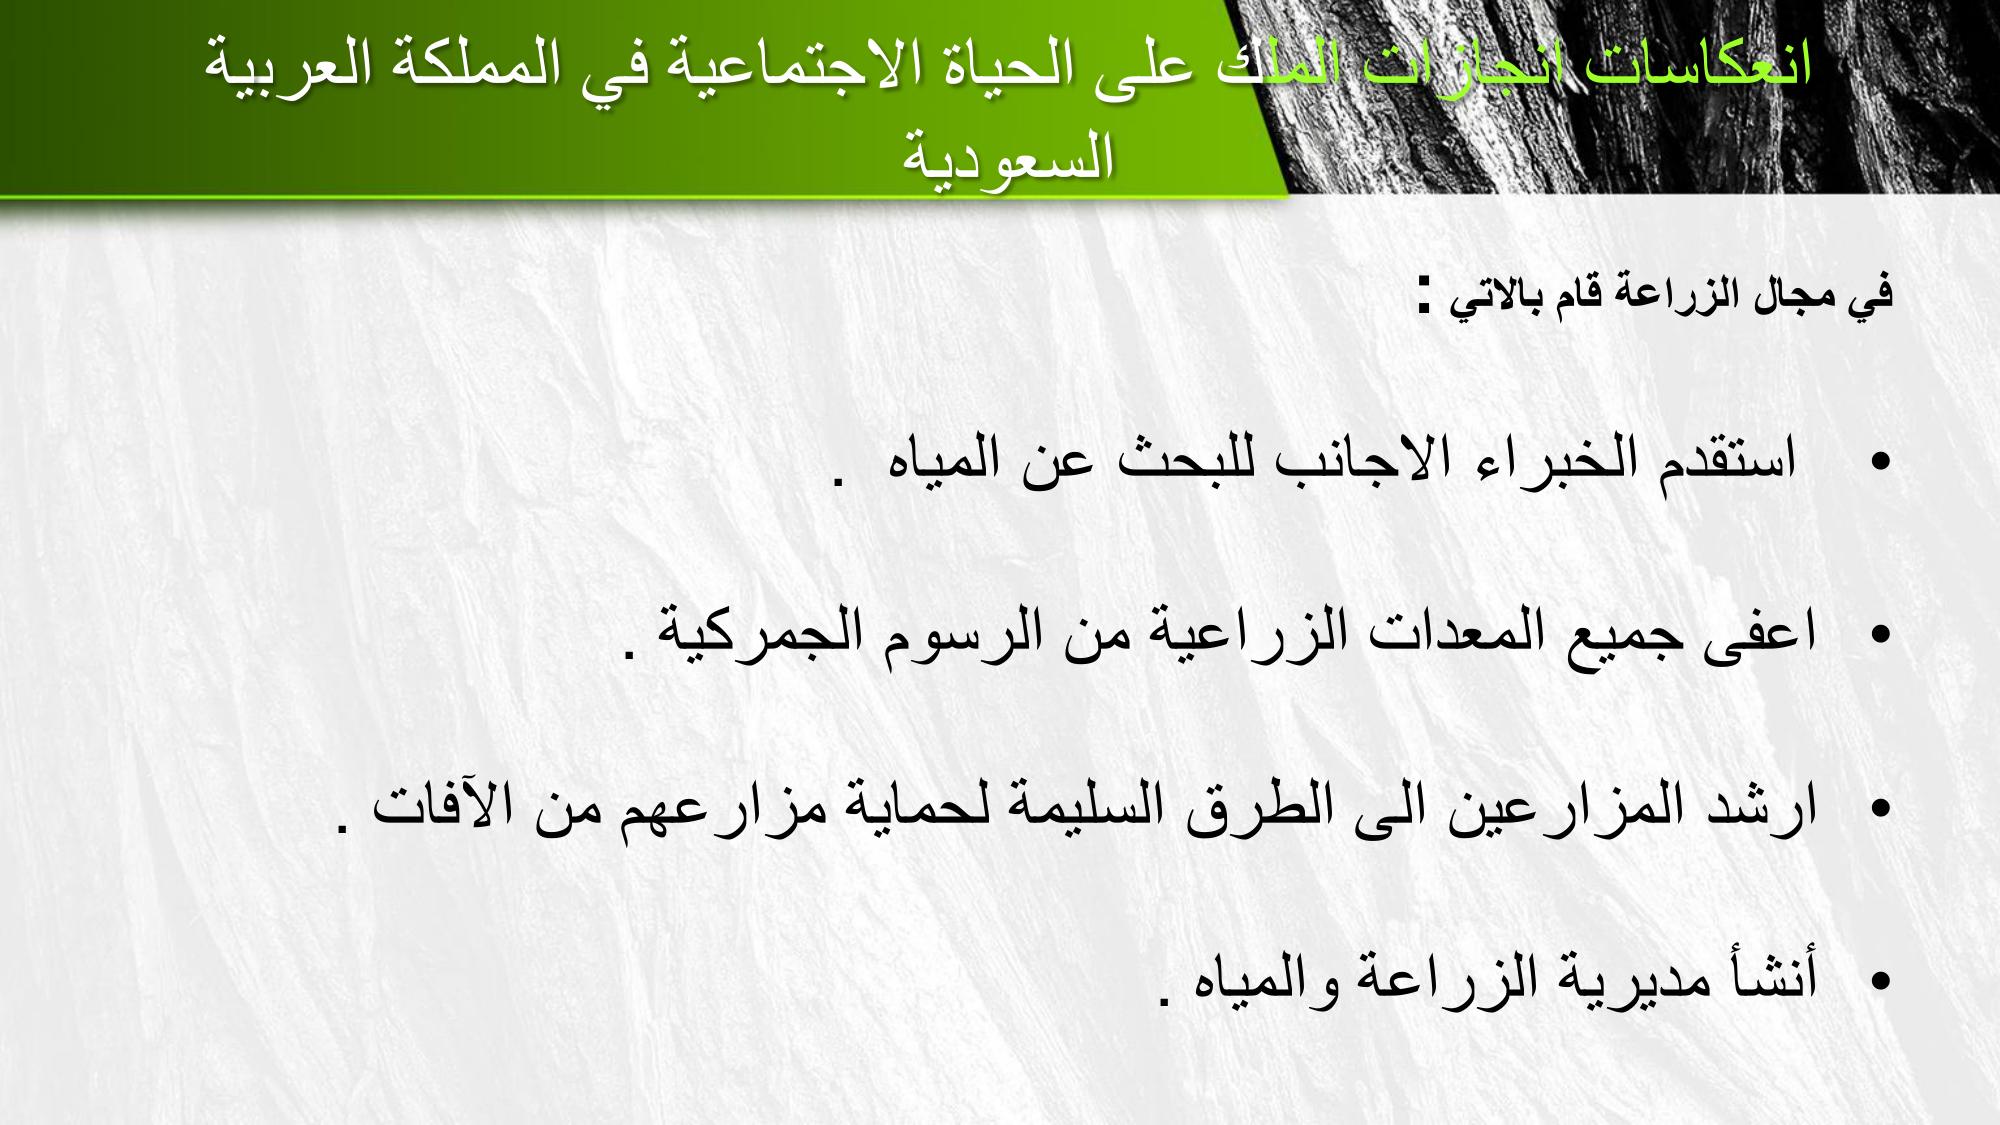 انعكاسات انجازات الملك على الحياة الاجتماعية في المملكة العربية
السعودية
في مجال الزراعة قام بالاتي :
• استقدم الخبراء الاجانب للبحث عن المياه .
• اعفى جميع المعدات الزراعية من الرسوم الجمركية .
• ارشد المزارعين الى الطرق السليمة لحماية مزارعهم من الآفات .
• أنشأ مديرية الزراعة والمياه .